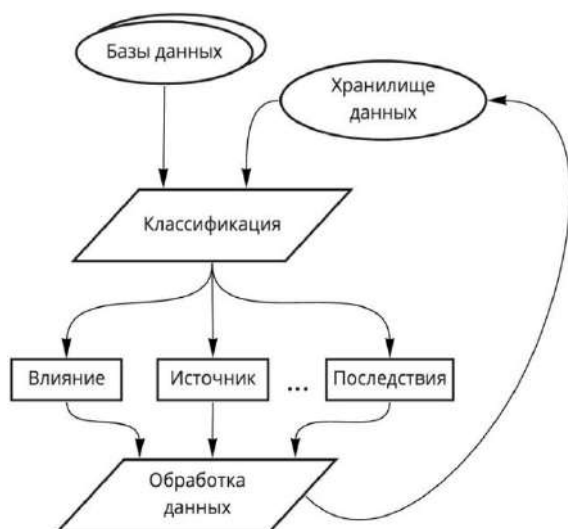 Базы данных
Хранилище
данных
Классификация
Влияние
Источник
...
Последствия
Обработка
данных